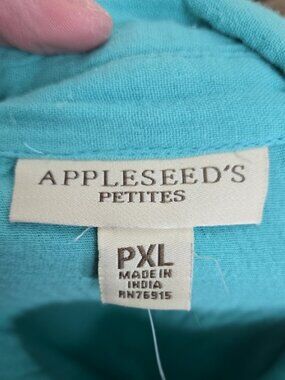 APPLESEED'S
PETITES
PXL
MADE IN
INDIA
RN76915